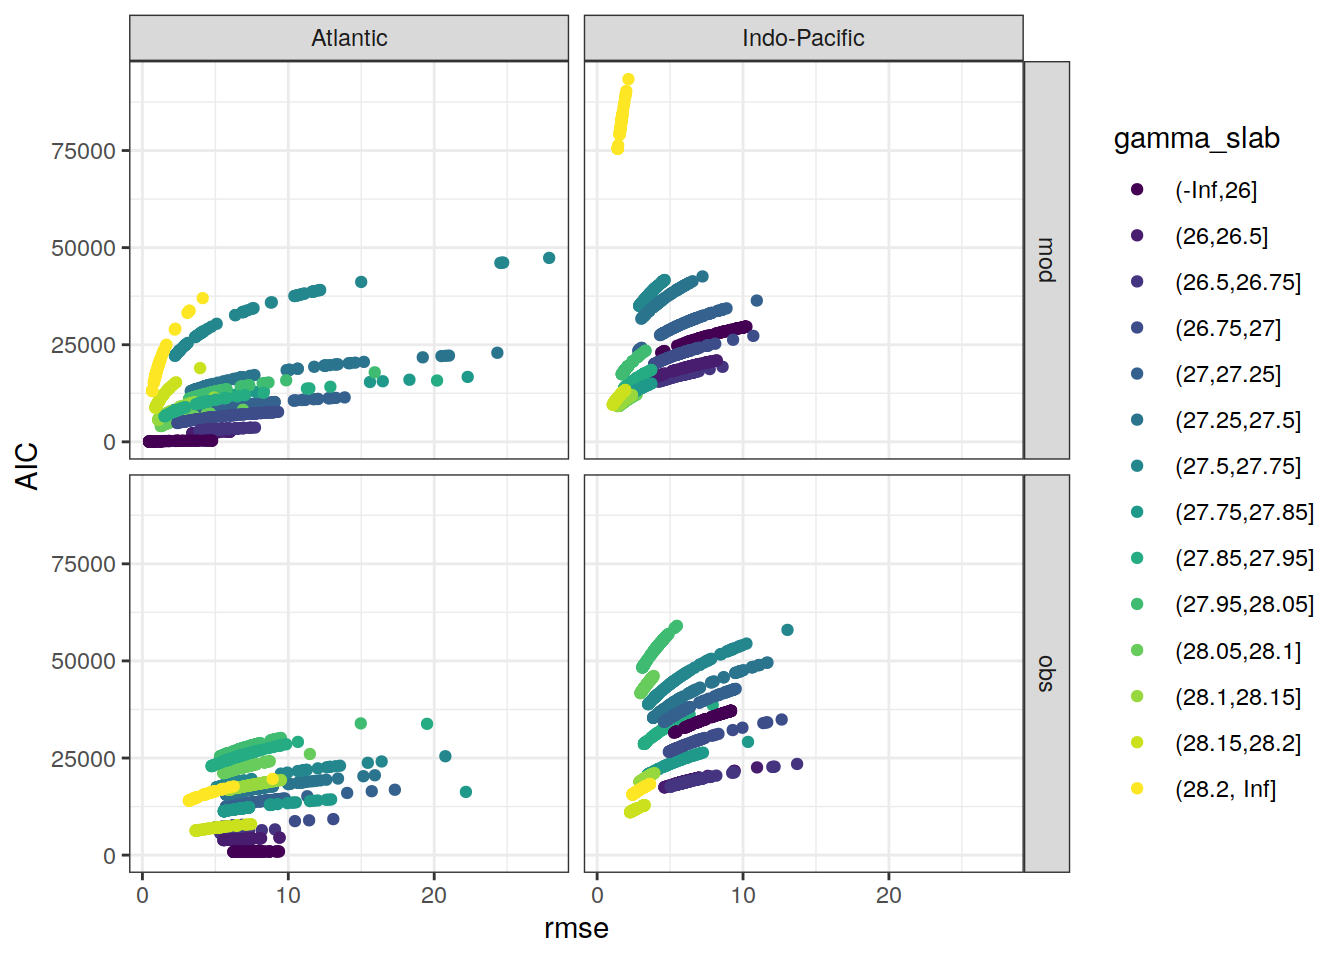 Atlantic
Indo-Pacific
75000
50000
25000
0
mod
75000
50000
25000
0
obs
0
10
20
0
10
20
rmse
AIC
gamma_slab
(-Inf,26]
(26,26.5]
(26.5,26.75]
(26.75,27]
(27,27.25]
(27.25,27.5]
(27.5,27.75]
(27.75,27.85]
(27.85,27.95]
(27.95,28.05]
(28.05,28.1]
(28.1,28.15]
(28.15,28.2]
(28.2, Inf]